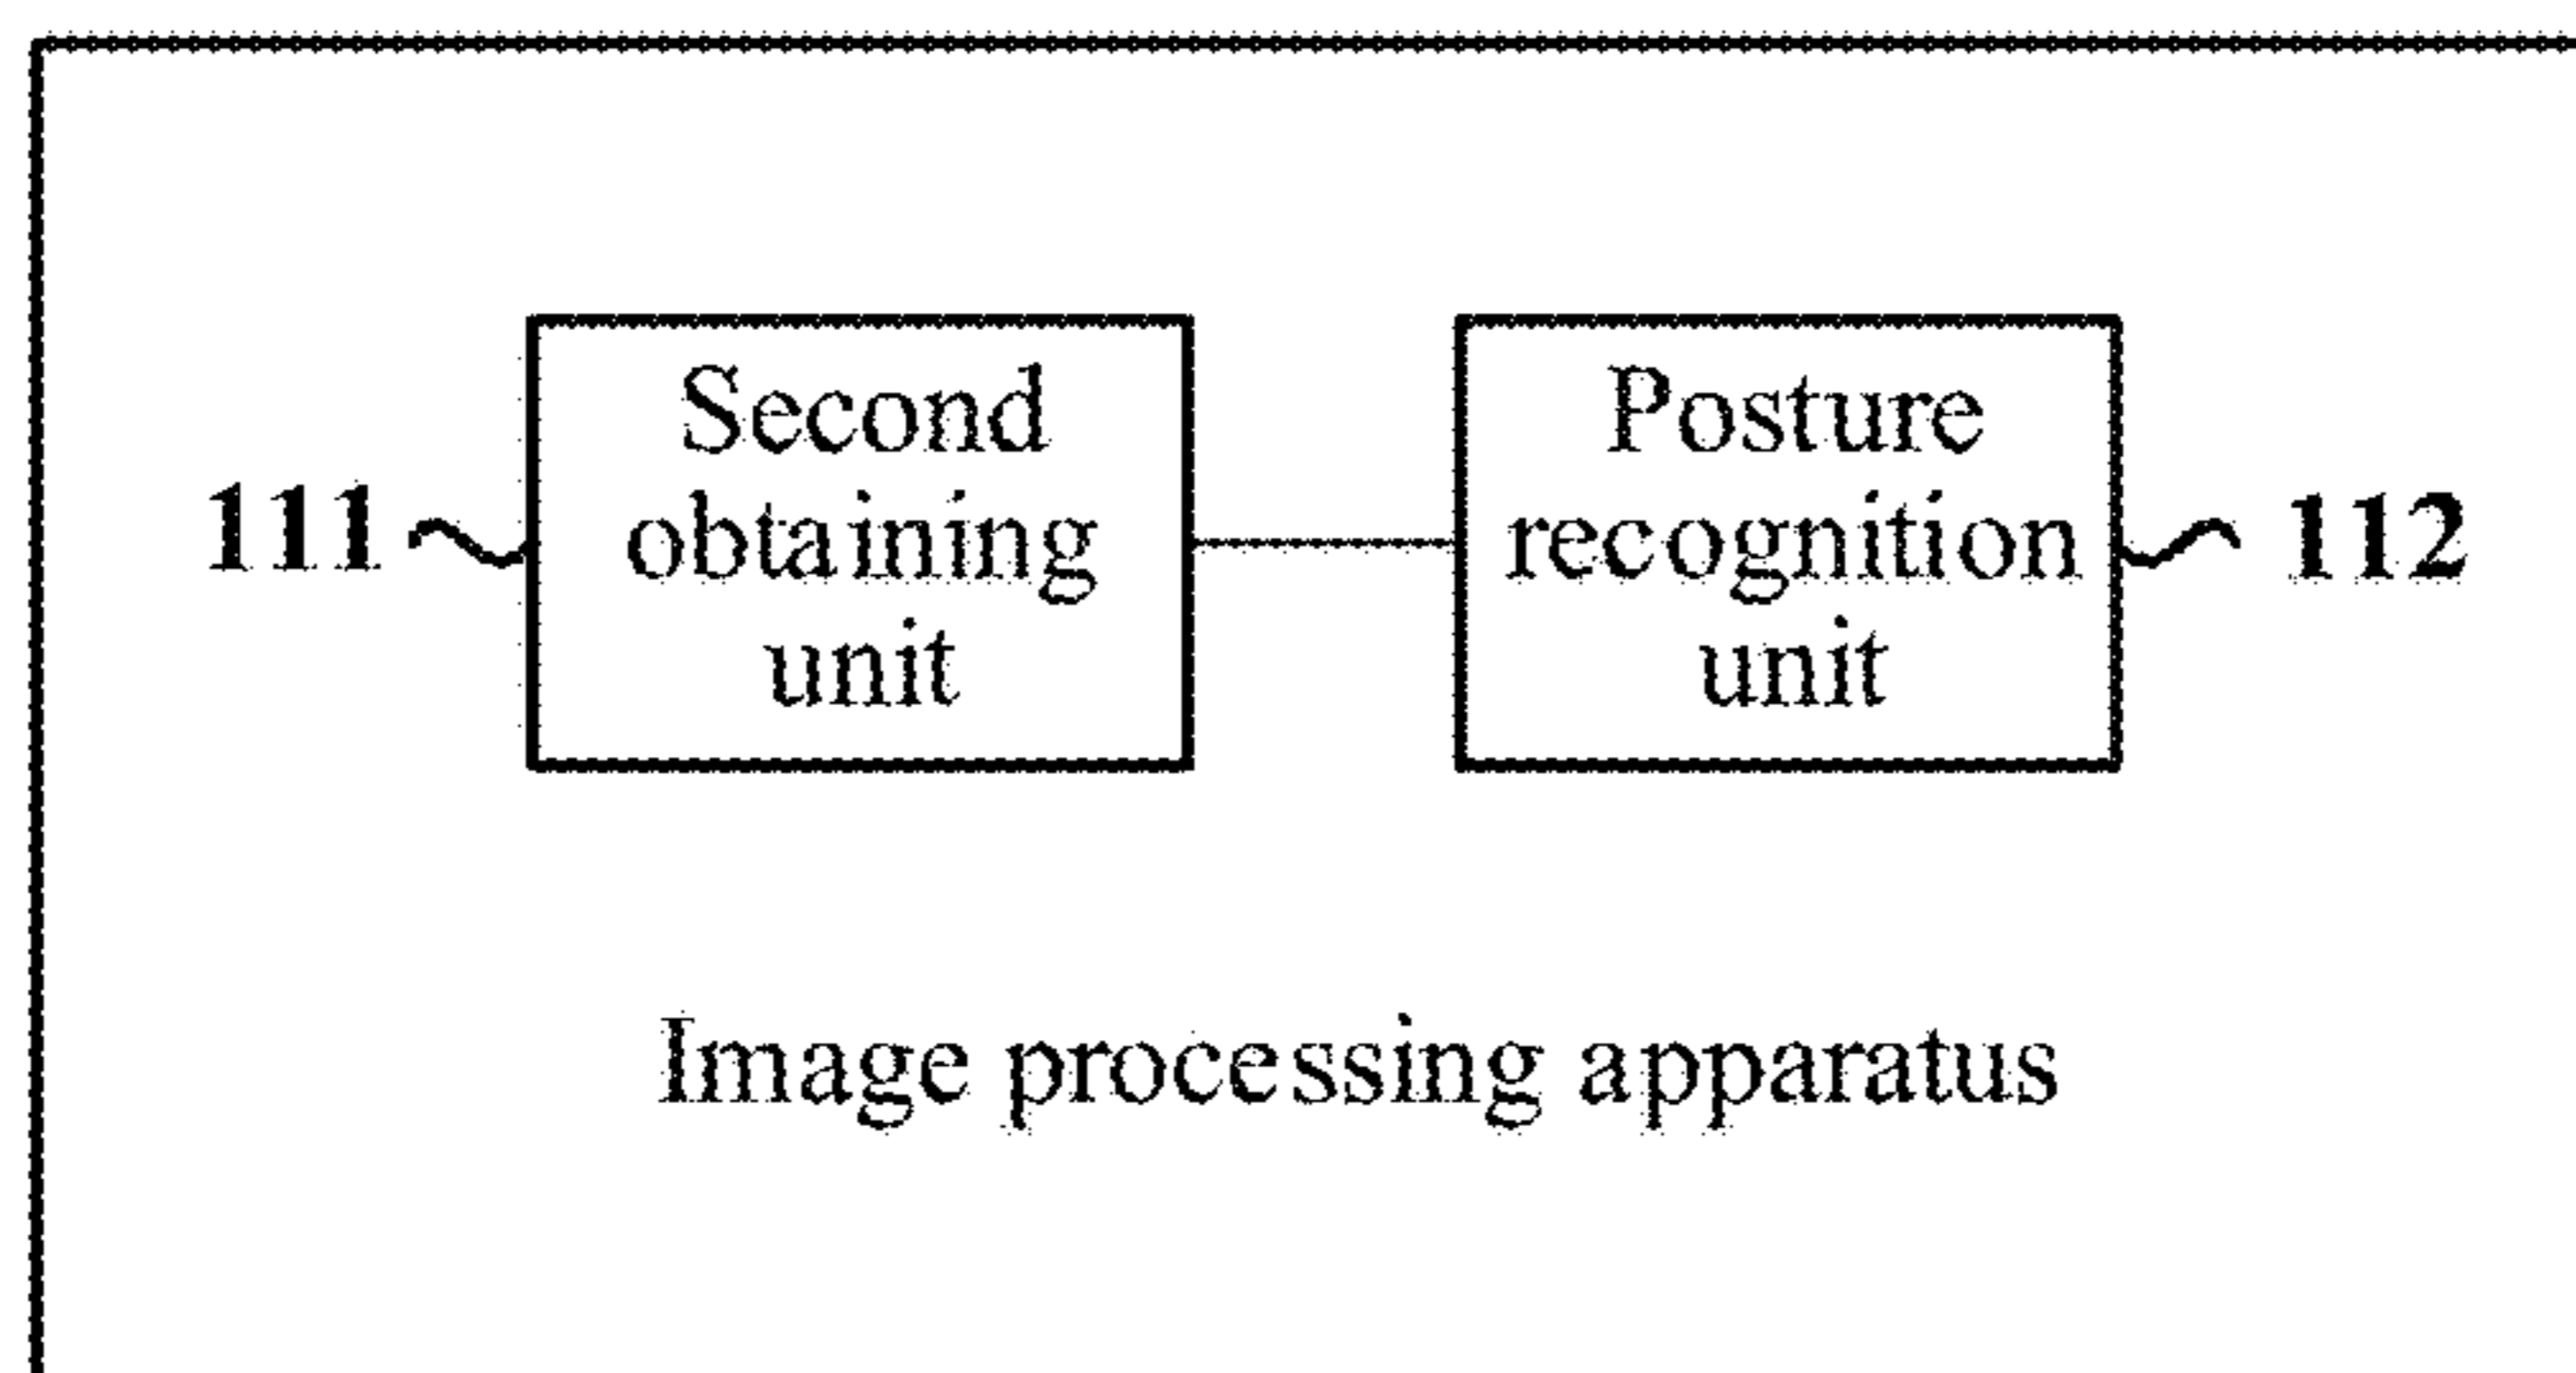 Second
obtaining
unit
Posture
recognition
unit
111
112
Image processing apparatus